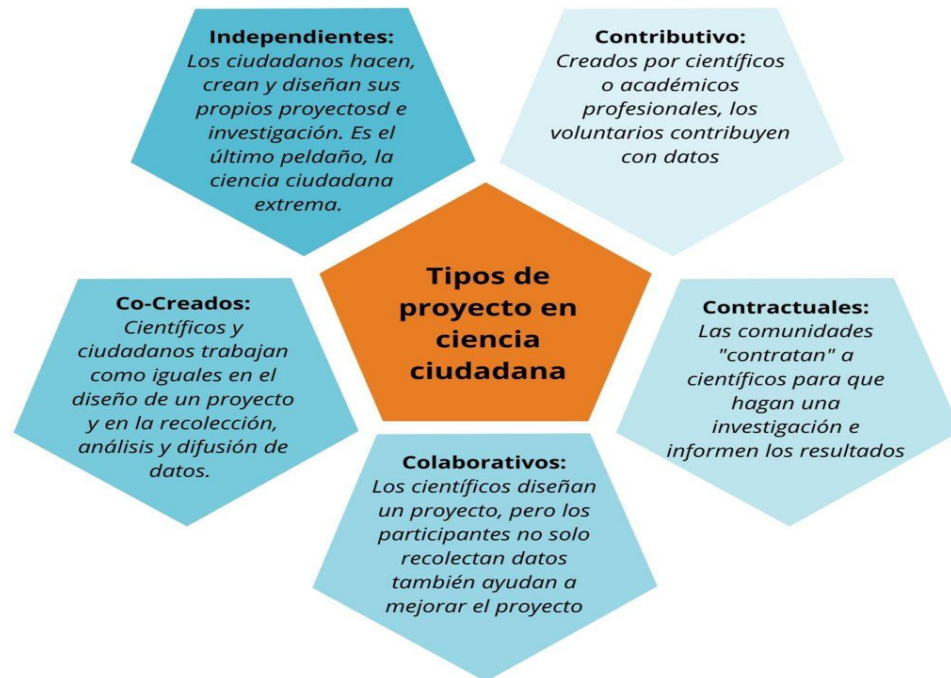 Independientes:
Los ciudadanos hacen,
crean y diseñan sus
propios proyectosd e
investigación. Es el
último peldaño, la
ciencia ciudadana
extrema.
Contributivo:
Creados por científicos
o académicos
profesionales, los
voluntarios contribuyen
con datos
Tipos de
proyecto en
ciencia
ciudadana
Co-Creados:
Científicos y
ciudadanos trabajan
como iguales en el
diseño de un proyecto
y en la recolección,
análisis y difusión de
datos.
Contractuales:
Las comunidades
"contratan" a
científicos para que
hagan una
investigación e
informen los resultados
Colaborativos:
Los científicos diseñan
un proyecto, pero los
participantes no solo
recolectan datos
también ayudan a
mejorar el proyecto